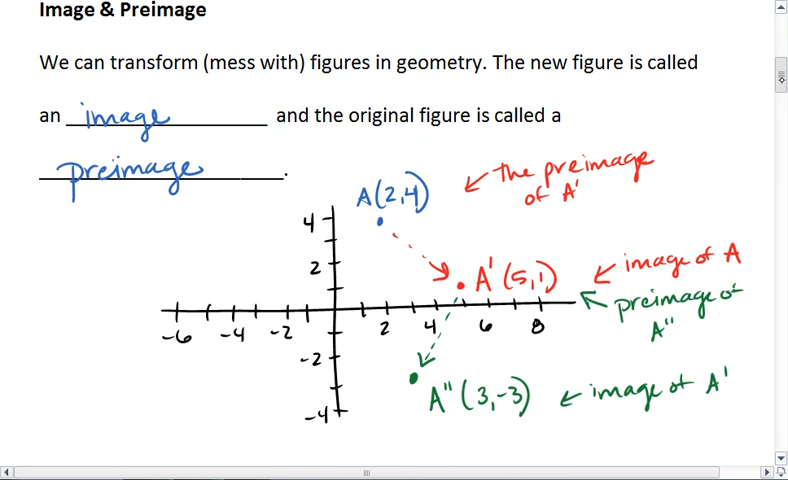 Image & Preimage
We can transform (mess with) figures in geometry. The new figure is called
an image and the original figure is called a
preimage.
A(2,4)
the preimage
of A'
4
2
A'(5,1)
image of A
preimage of
A"
-6 -4 -2 2 4 6 8
-2
A"(3,-3)
image of A'
-4